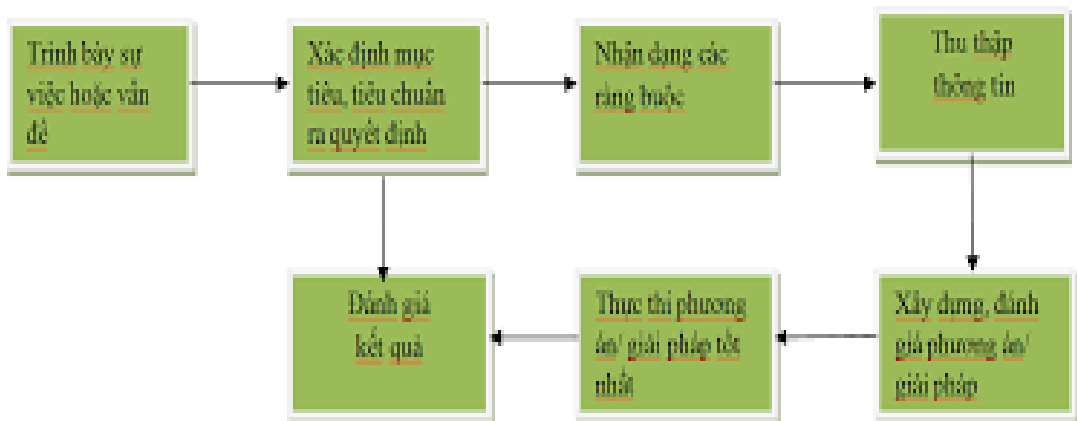 Trình bày sự
việc hoặc vấn
đề
Xác định mục
tiêu, tiêu chuẩn
ra quyết định
Nhận dạng các
ràng buộc
Thu thập
thông tin
Xây dựng, đánh
giá phương án/
giải pháp
Thực thi phương
án/ giải pháp tốt
nhất
Đánh giá
kết quả